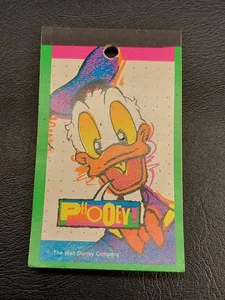 PHOOEY
© The Walt Disney Company